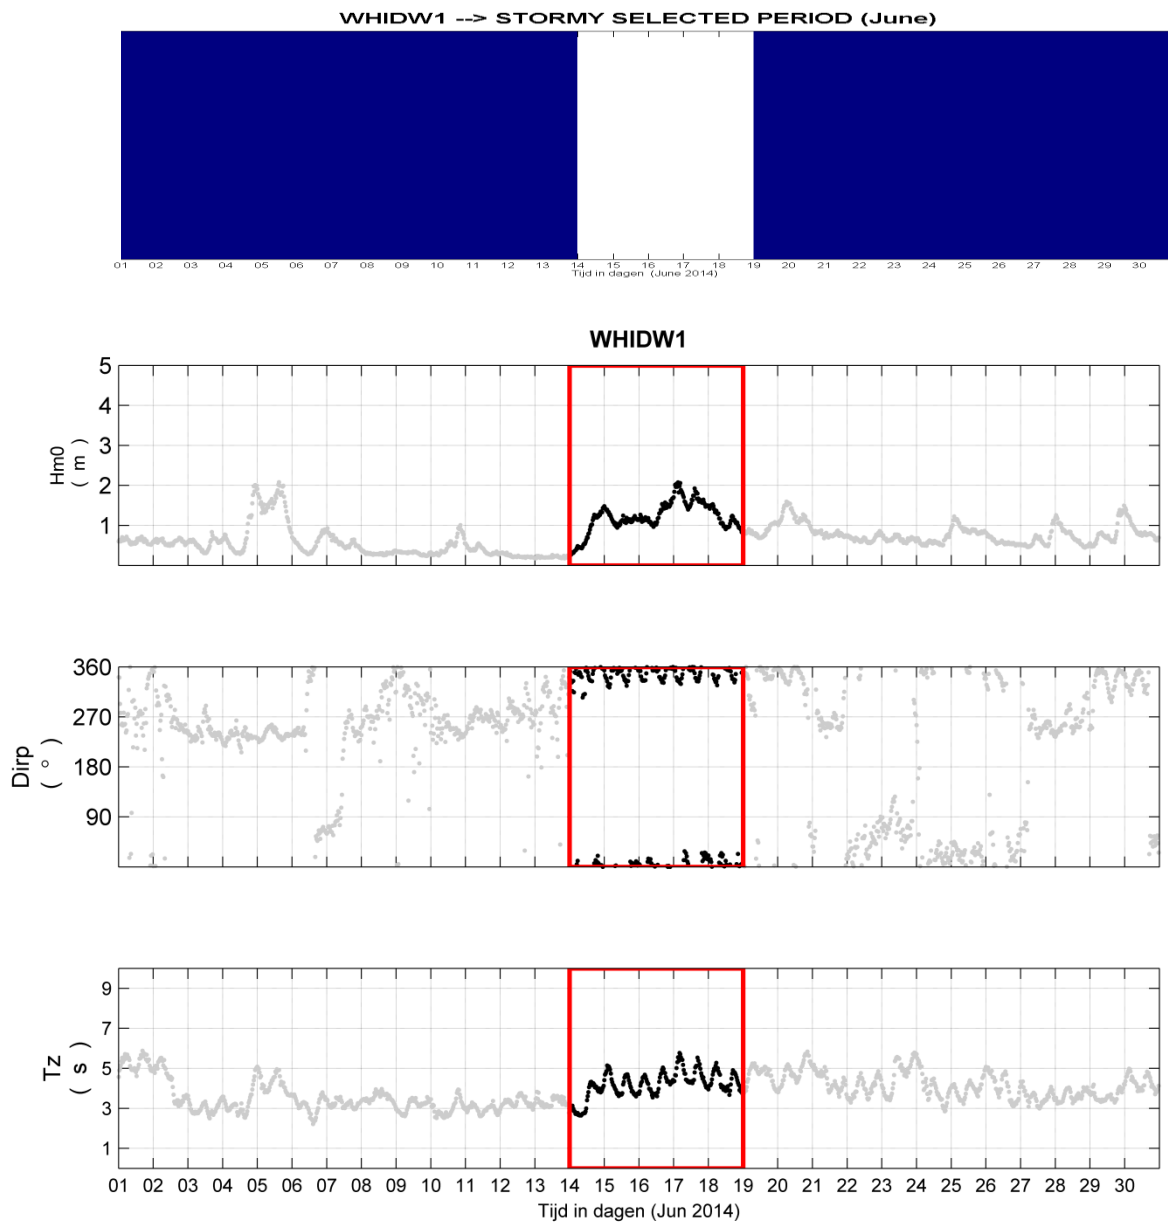 WHIDW1 --> STORMY SELECTED PERIOD (June)
01 02 03 04 05 06 07 08 09 10 11 12 13 14 15 16 17 18 19 20 21 22 23 24 25 26 27 28 29 30
Tijd in dagen (June 2014)
WHIDW1
5
4
3
2
1
Hm0
( m )
360
270
180
90
Dirp
( ° )
9
7
5
3
1
Tz
( s )
01 02 03 04 05 06 07 08 09 10 11 12 13 14 15 16 17 18 19 20 21 22 23 24 25 26 27 28 29 30
Tijd in dagen (Jun 2014)